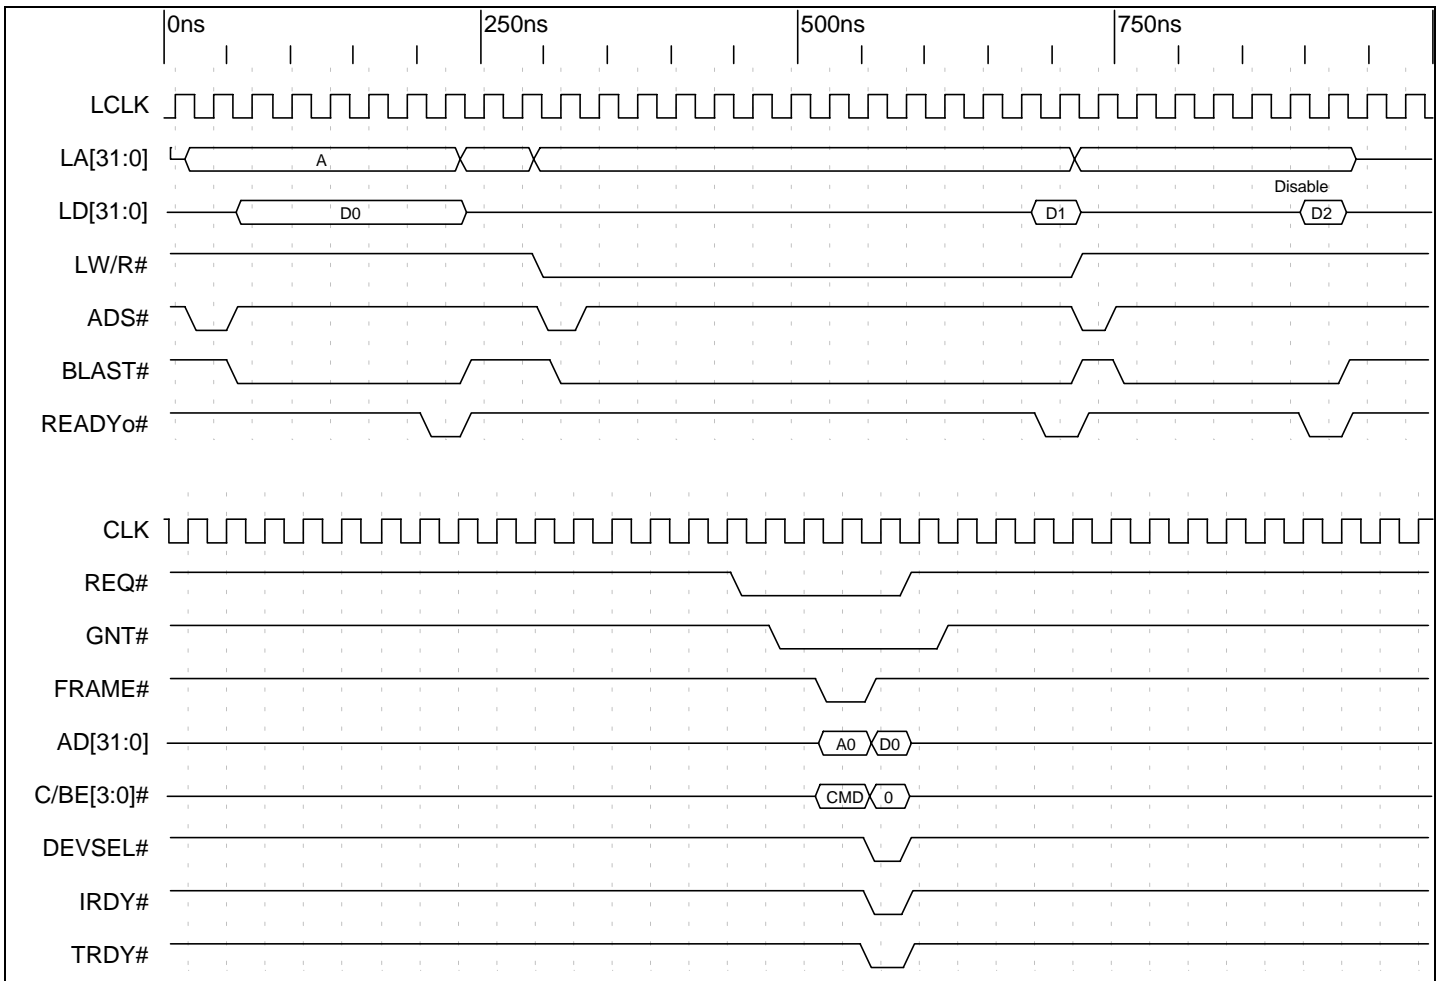 0ns 250ns 500ns 750ns
LCLK
LA[31:0] A
Disable
LD[31:0] D0 D1 D2
LW/R#
ADS#
BLAST#
READYo#
CLK
REQ#
GNT#
FRAME#
AD[31:0] A0 D0
C/BE[3:0]# CMD 0
DEVSEL#
IRDY#
TRDY#